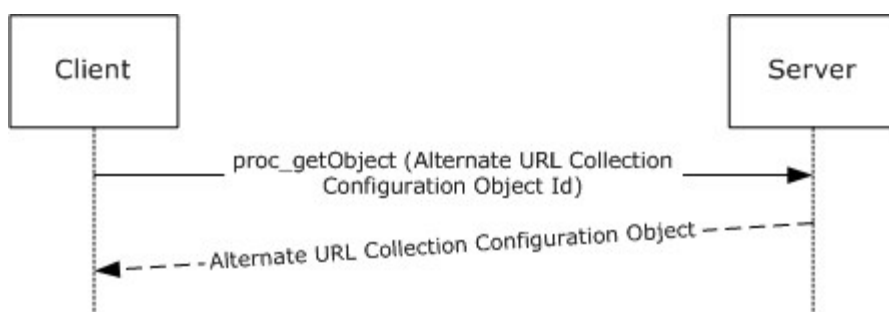 Client
Server
proc_getObject (Alternate URL Collection
Configuration Object Id)
Alternate URL Collection Configuration Object